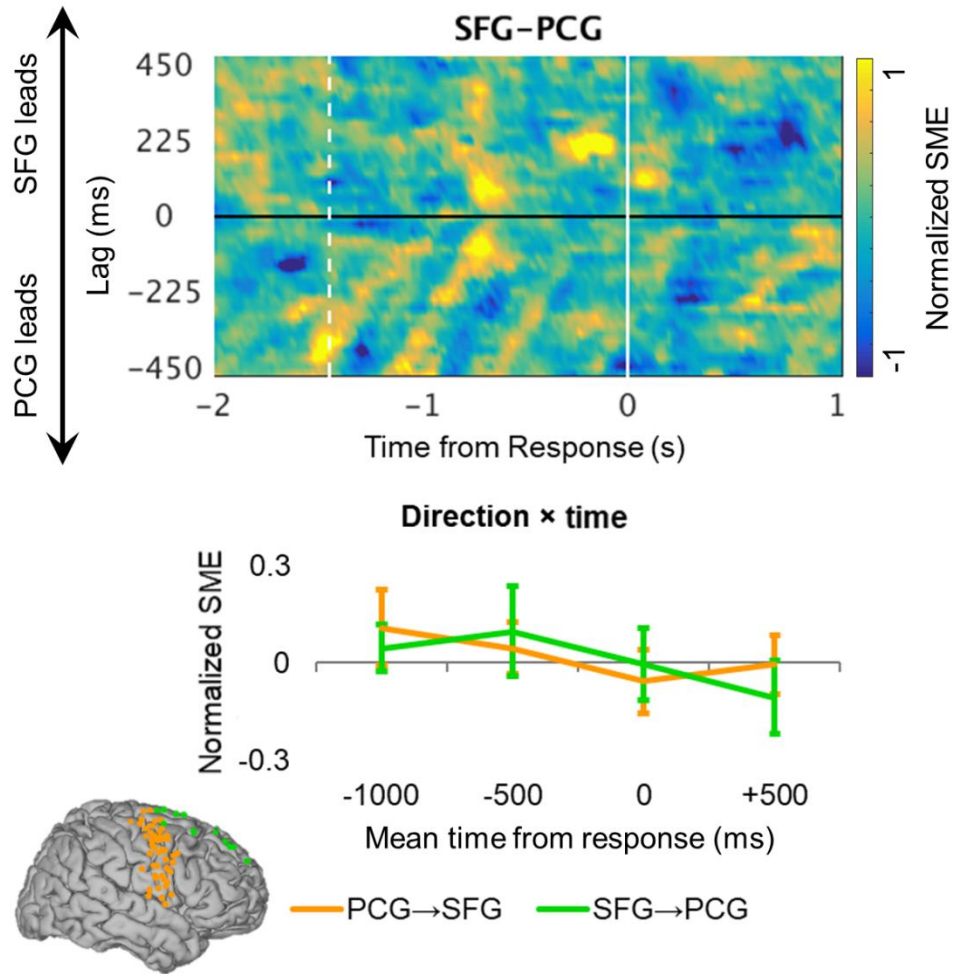 SFG–PCG
SFG leads
PCG leads
Lag (ms)
450
225
0
−225
−450
−2
−1
0
1
Time from Response (s)
1
-1
Normalized SME
Direction × time
Normalized SME
0.3
0
-0.3
-1000
-500
0
+500
Mean time from response (ms)
PCG→SFG
SFG→PCG